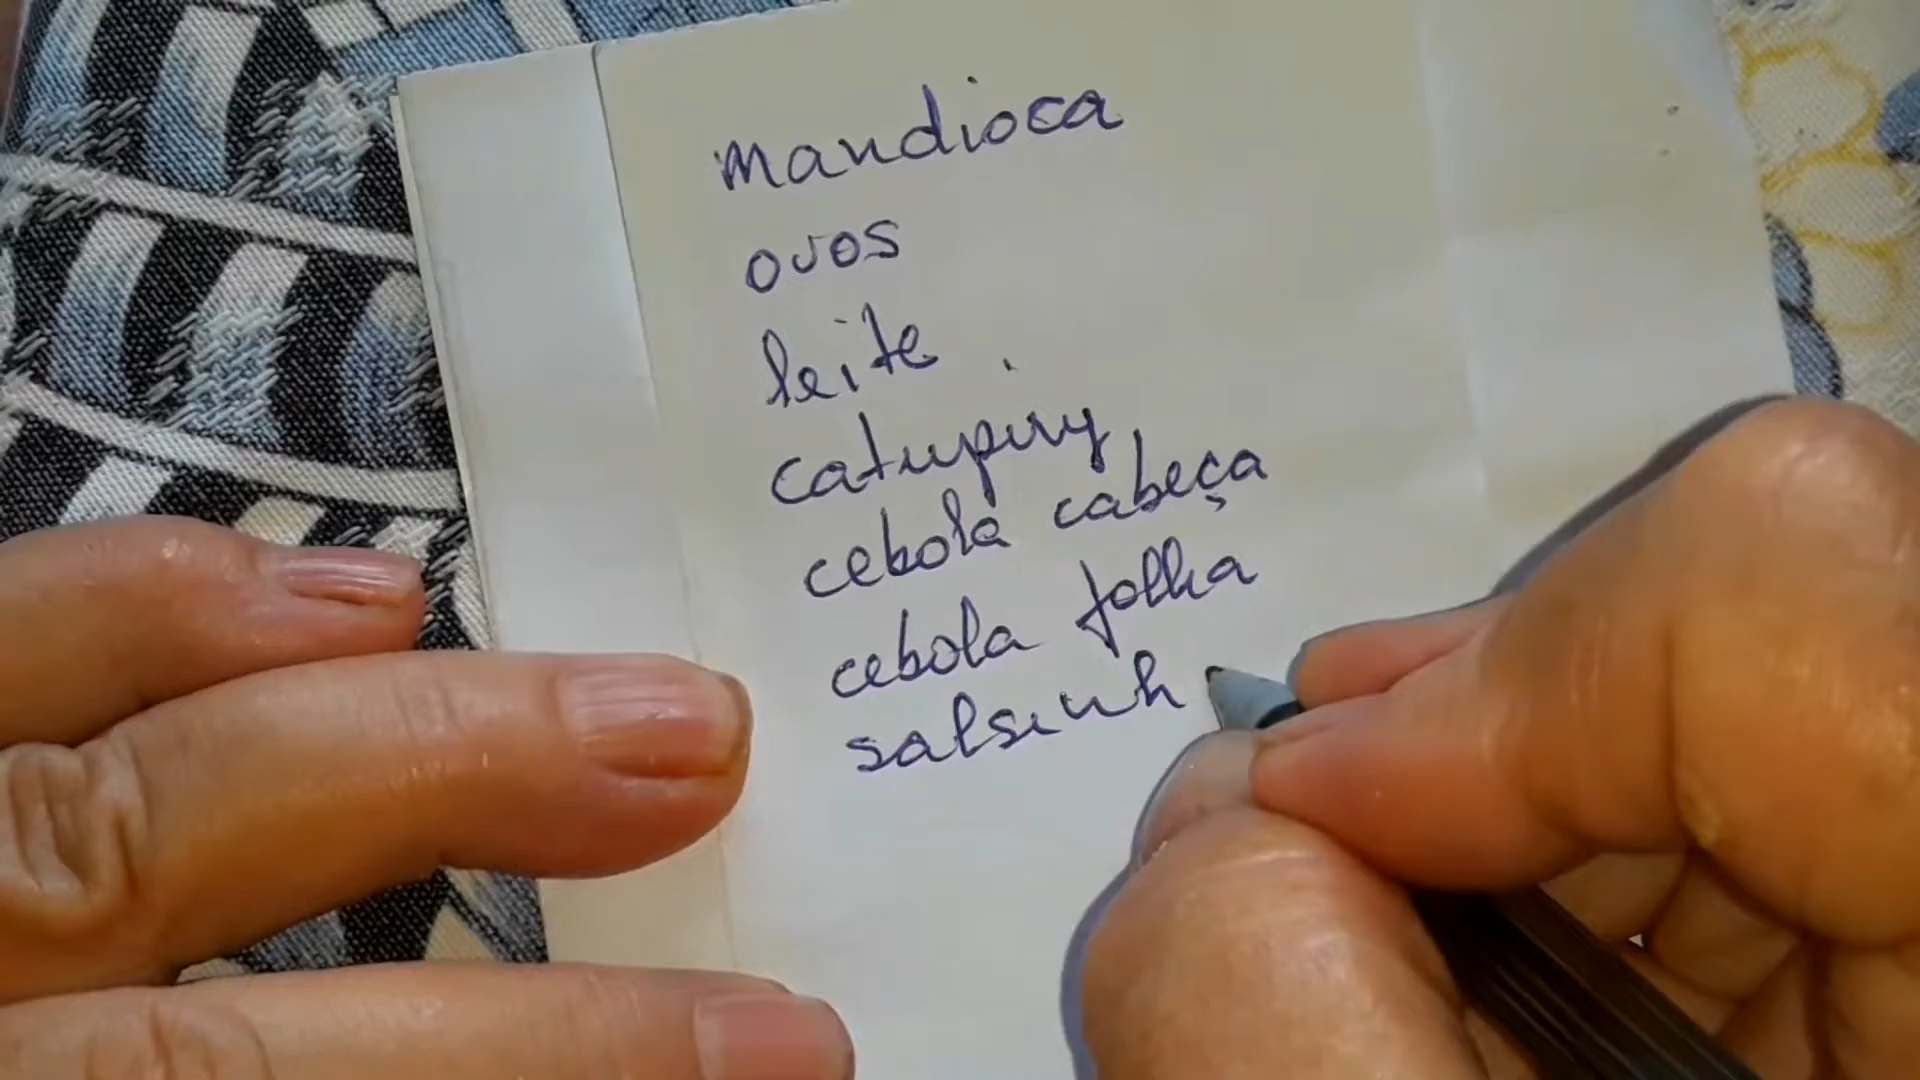 mandioca
ovos
leite
catupiry
cebola cabeça
cebola folha
salsinh